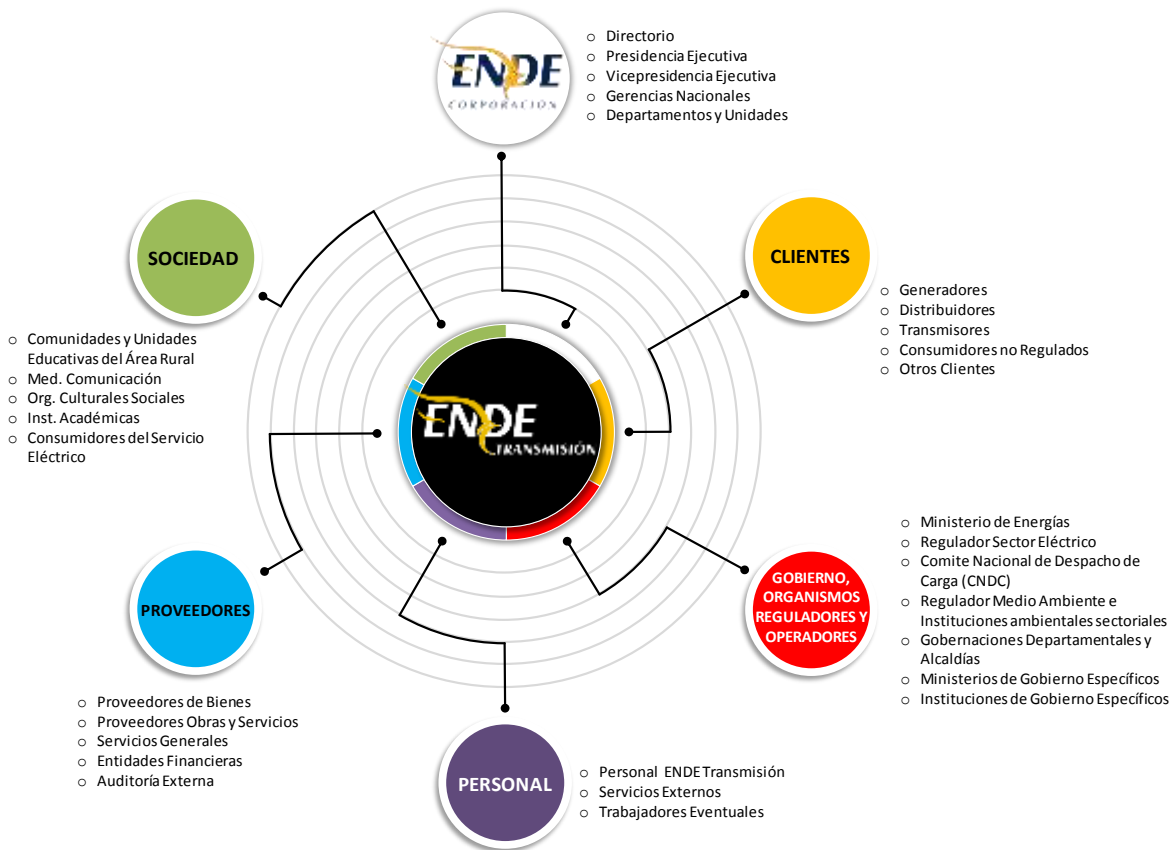 ENDE
CORPORACIÓN
o Directorio
o Presidencia Ejecutiva
o Vicepresidencia Ejecutiva
o Gerencias Nacionales
o Departamentos y Unidades
SOCIEDAD
o Comunidades y Unidades
Educativas del Área Rural
o Med. Comunicación
o Org. Culturales Sociales
o Inst. Académicas
o Consumidores del Servicio
Eléctrico
CLIENTES
o Generadores
o Distribuidores
o Transmisores
o Consumidores no Regulados
o Otros Clientes
ENDE
TRANSMISIÓN
PROVEEDORES
o Proveedores de Bienes
o Proveedores Obras y Servicios
o Servicios Generales
o Entidades Financieras
o Auditoría Externa
GOBIERNO,
ORGANISMOS
REGULADORES Y
OPERADORES
o Ministerio de Energías
o Regulador Sector Eléctrico
o Comite Nacional de Despacho de
Carga (CNDC)
o Regulador Medio Ambiente e
Instituciones ambientales sectoriales
o Gobernaciones Departamentales y
Alcaldías
o Ministerios de Gobierno Específicos
o Instituciones de Gobierno Específicos
PERSONAL
o Personal ENDE Transmisión
o Servicios Externos
o Trabajadores Eventuales